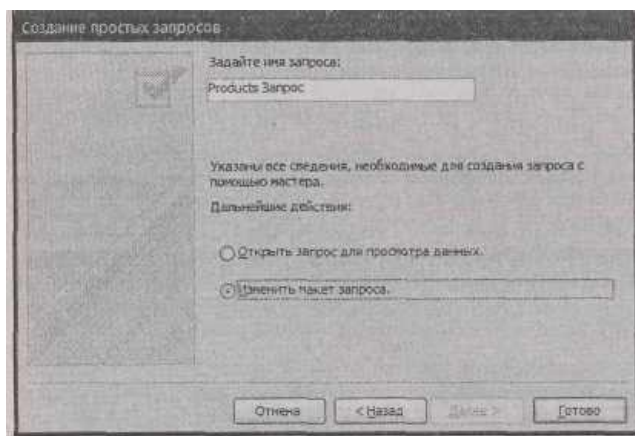 Создание простых запросов
Задайте имя запроса:
Products Запрос
Указаны все сведения, необходимые для создания запроса с
помощью мастера.
Дальнейшие действия:
Открыть запрос для просмотра данных.
Изменить макет запроса.
Отмена
< Назад
Далее >
Готово